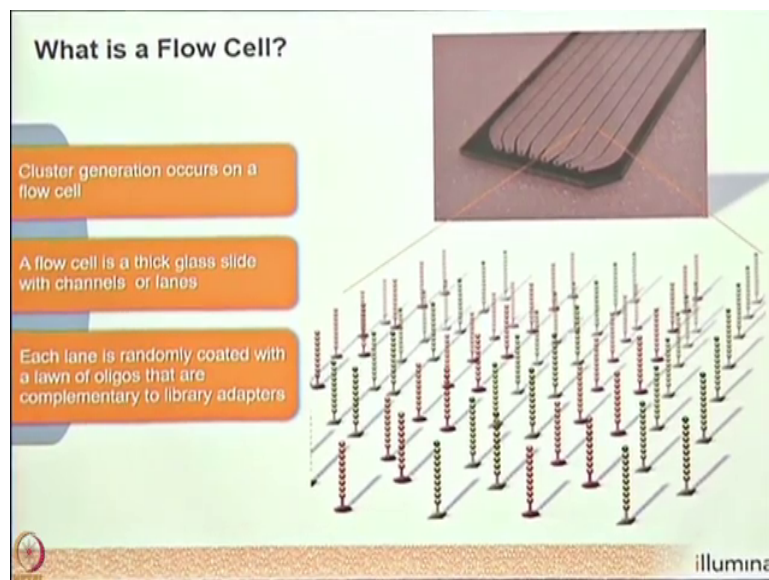 What is a Flow Cell?
Cluster generation occurs on a
flow cell
A flow cell is a thick glass slide
with channels or lanes
Each lane is randomly coated with
a lawn of oligos that are
complementary to library adapters
illumina